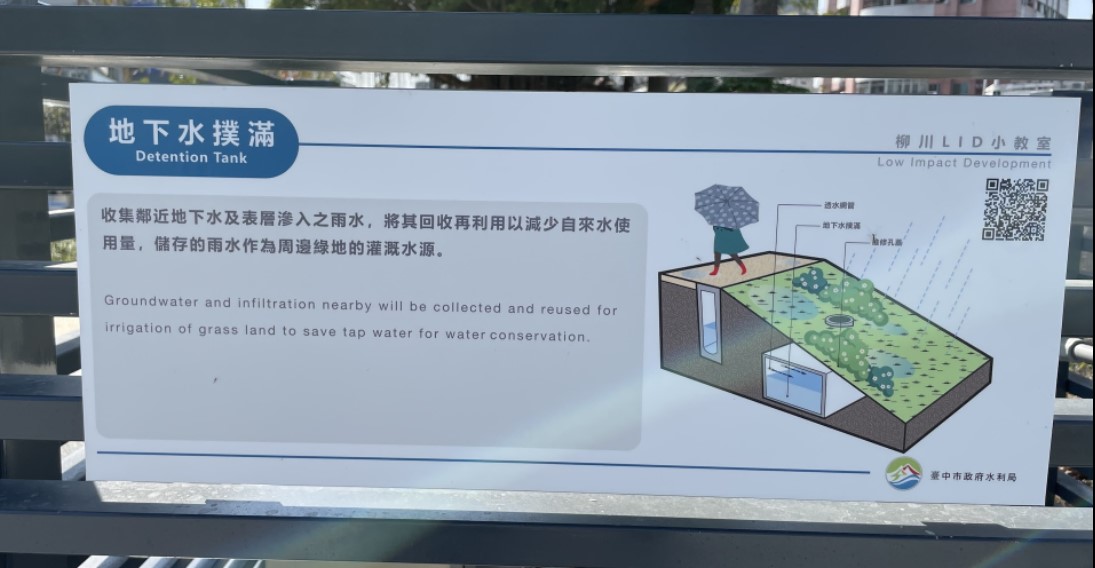 地下水撲滿
Detention Tank
柳川LID小教室
Low Impact Development
收集鄰近地下水及表層滲入之雨水，將其回收再利用以減少自來水使
用量，儲存的雨水作為周邊綠地的灌溉水源。
Groundwater and infiltration nearby will be collected and reused for
irrigation of grass land to save tap water for water conservation.
透水網管
地下水撲滿
維修孔蓋
臺中市政府水利局